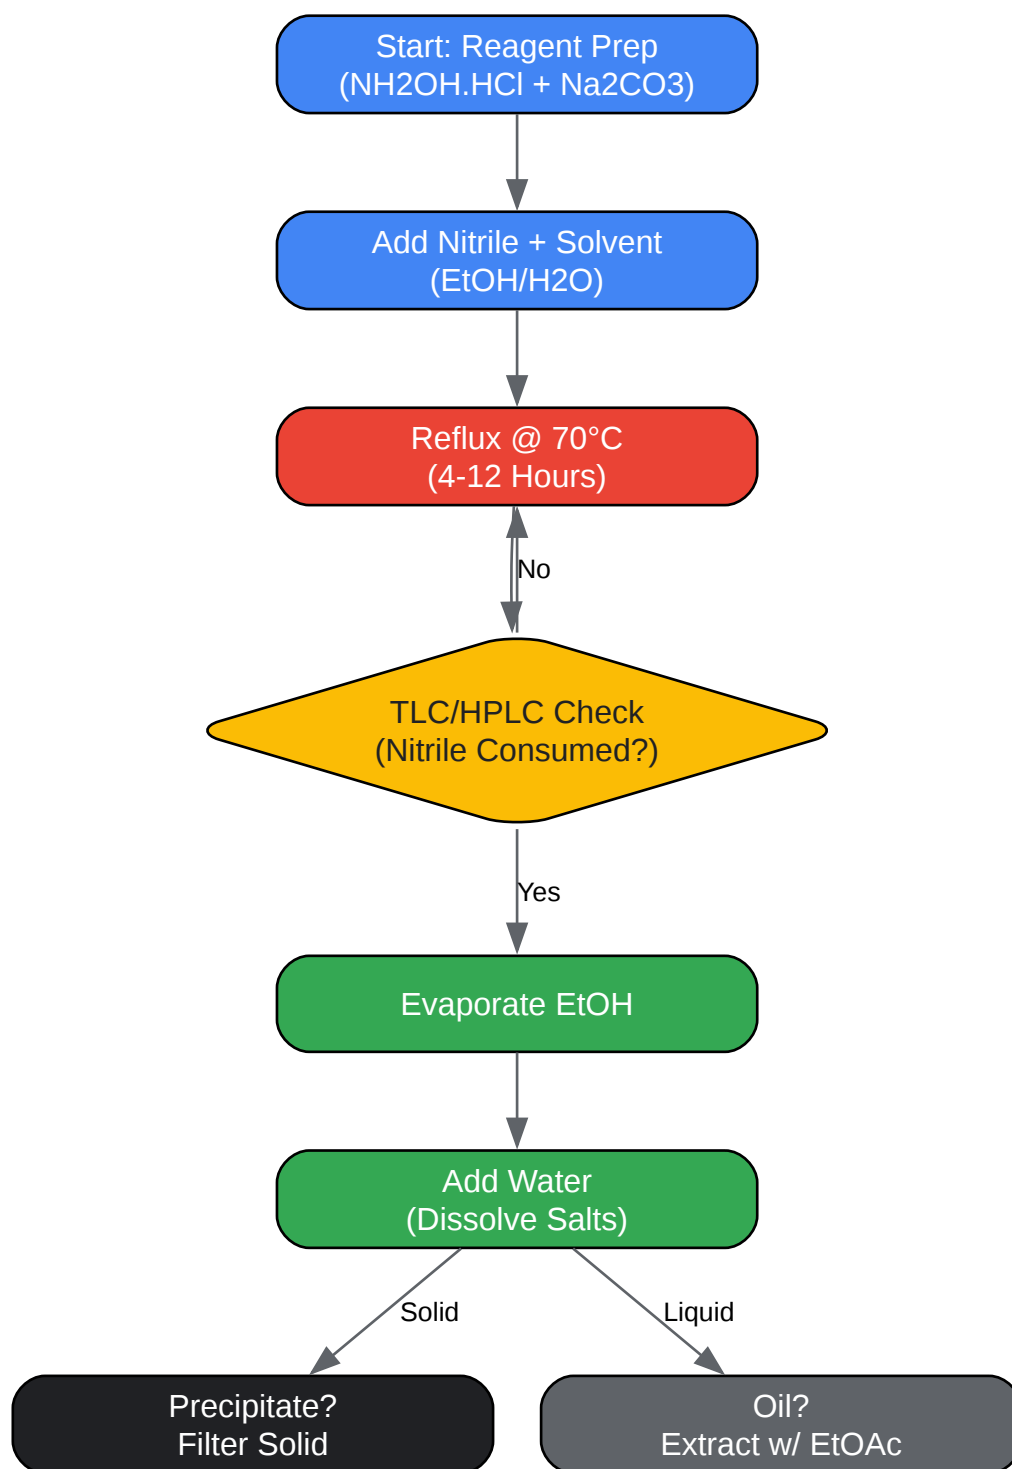 Start: Reagent Prep
(NH2OH.HCl + Na2CO3)
Add Nitrile + Solvent
(EtOH/H2O)
Reflux @ 70°C
(4-12 Hours)
No
TLC/HPLC Check
(Nitrile Consumed?)
Yes
Evaporate EtOH
Add Water
(Dissolve Salts)
Solid
Liquid
Precipitate?
Filter Solid
Oil?
Extract w/ EtOAc